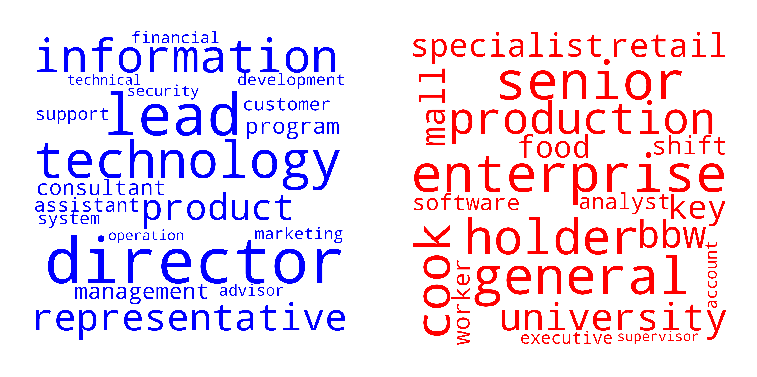 financial
information
technical
development
security
support
lead
customer
program
technology
consultant
assistant
product
system
operation
marketing
director
management
advisor
representative
specialist
retail
mall
senior
production
food
shift
enterprise
software
analyst
key
cook
holder
bbw
worker
general
account
university
executive
supervisor